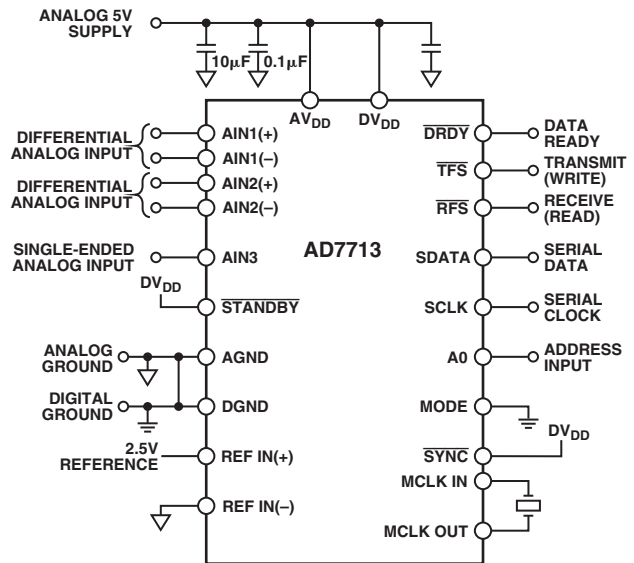 ANALOG 5V
SUPPLY
10μF
0.1μF
AVDD
DVDD
DIFFERENTIAL
ANALOG INPUT
AIN1(+)
AIN1(–)
DIFFERENTIAL
ANALOG INPUT
AIN2(+)
AIN2(–)
SINGLE-ENDED
ANALOG INPUT
AIN3
DVDD
STANDBY
ANALOG
GROUND
AGND
DIGITAL
GROUND
DGND
2.5V
REFERENCE
REF IN(+)
REF IN(–)
AD7713
DRDY
DATA
READY
TFS
TRANSMIT
(WRITE)
RFS
RECEIVE
(READ)
SDATA
SERIAL
DATA
SCLK
SERIAL
CLOCK
A0
ADDRESS
INPUT
MODE
DVDD
SYNC
MCLK IN
MCLK OUT